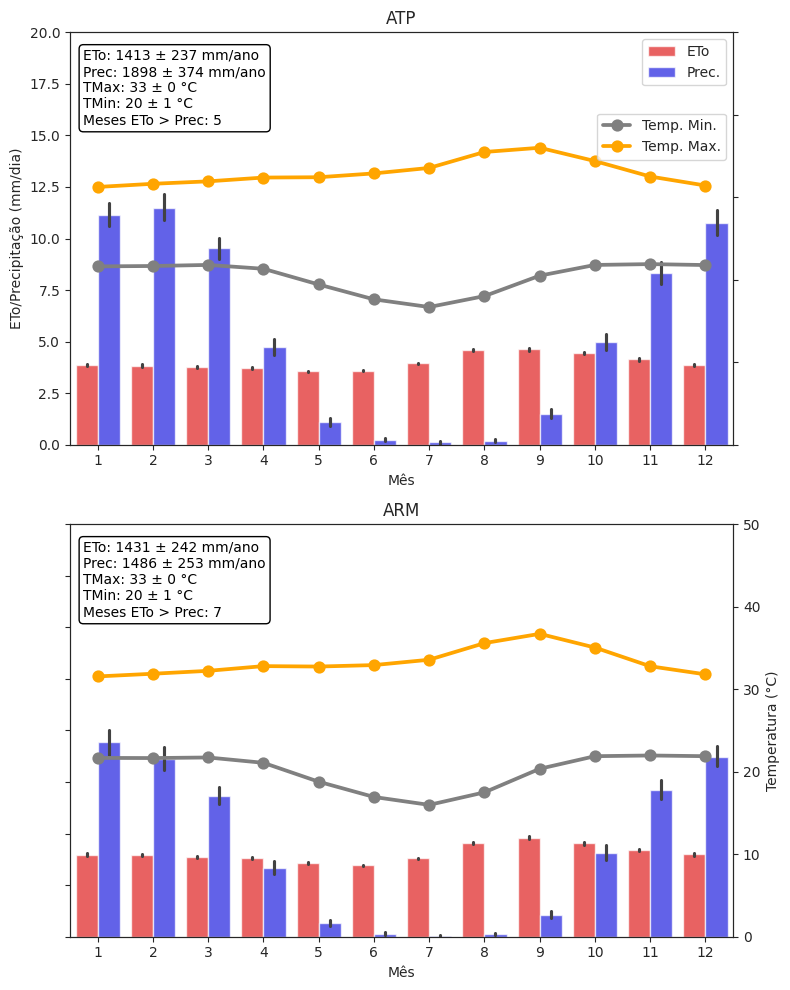 ATP
20.0
17.5
15.0
12.5
10.0
7.5
5.0
2.5
0.0
ETo/Precipitação (mm/dia)
ETo: 1413 ± 237 mm/ano
Prec: 1898 ± 374 mm/ano
TMax: 33 ± 0 °C
TMin: 20 ± 1 °C
Meses ETo > Prec: 5
ETo
Prec.
Temp. Min.
Temp. Max.
1 2 3 4 5 6 7 8 9 10 11 12
Mês
ARM
ETo: 1431 ± 242 mm/ano
Prec: 1486 ± 253 mm/ano
TMax: 33 ± 0 °C
TMin: 20 ± 1 °C
Meses ETo > Prec: 7
50
40
30
20
10
0
Temperatura (°C)
1 2 3 4 5 6 7 8 9 10 11 12
Mês